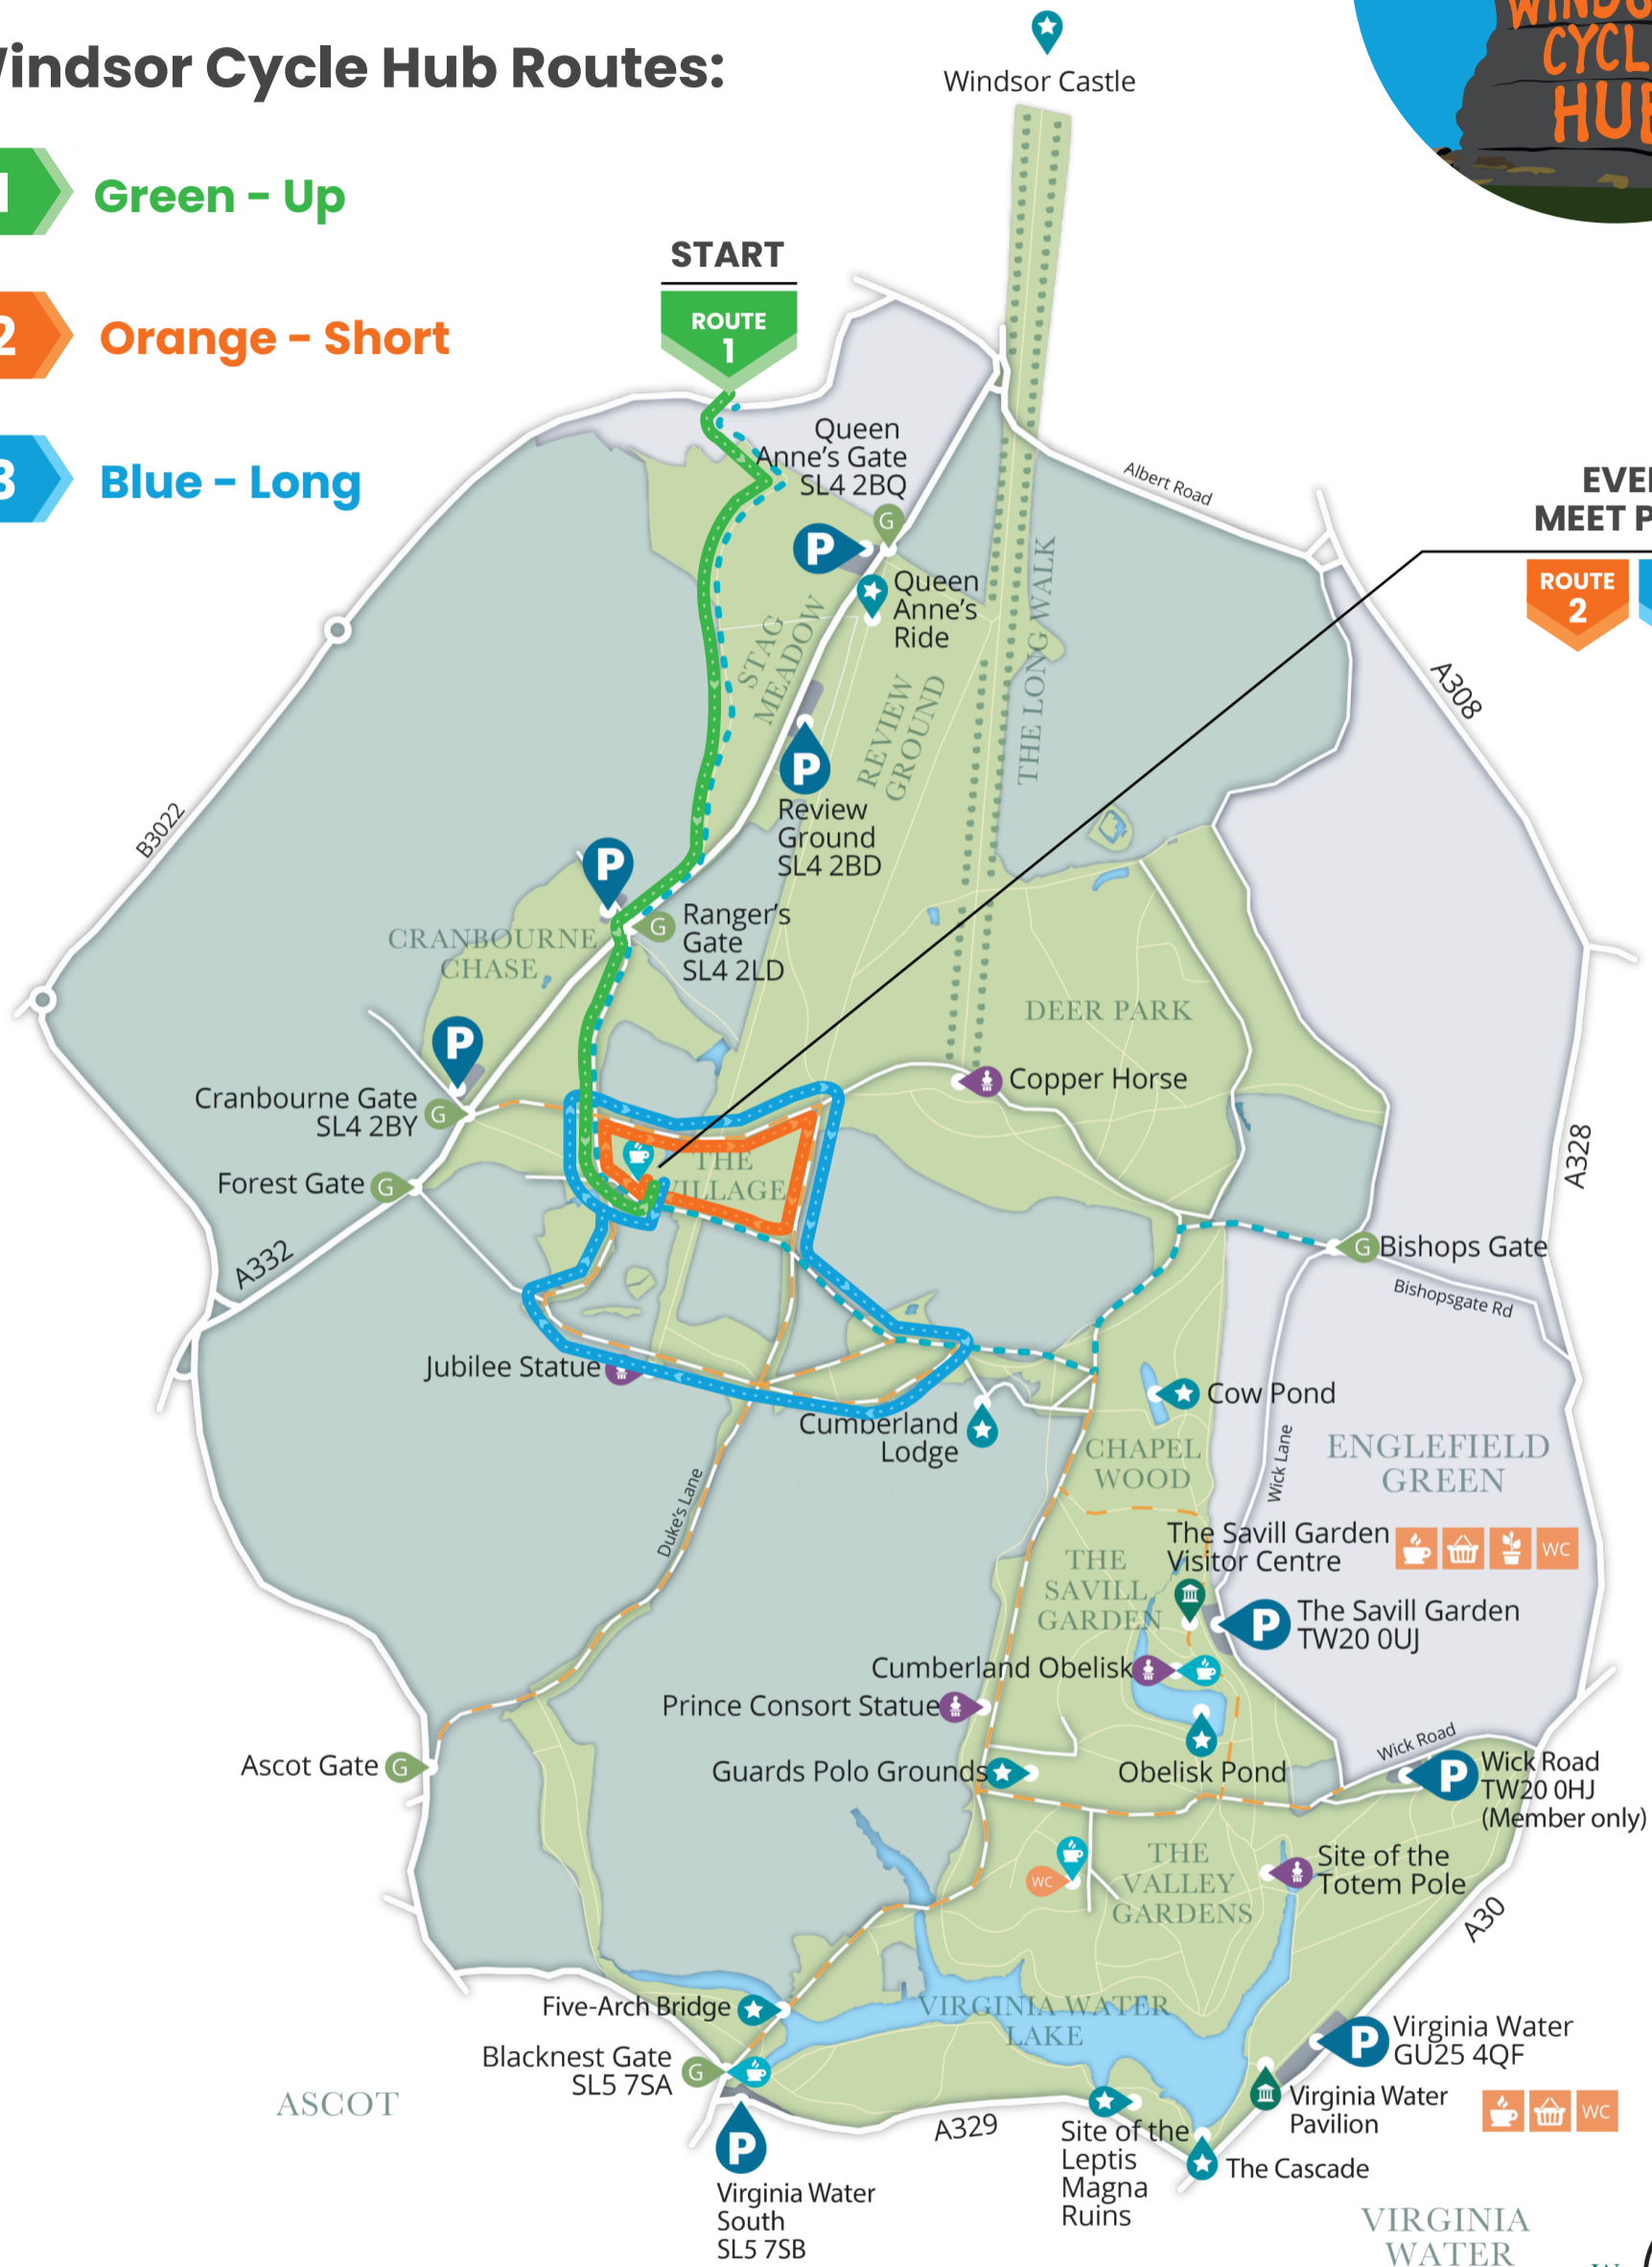 indsor Cycle Hub Routes:
1
Green - Up
2
Orange - Short
3
Blue - Long
CYCL
HUB
Windsor Castle
START
ROUTE
1
Queen
Anne's Gate
SL4 2BQ
G
P
Queen
Anne's
Ride
Albert Road
MEET P
ROUTE
2
STAG
MEADOW
REVIEW
GROUND
THE LONG WALK
A308
P
Review
Ground
SL4 2BD
B3022
P
G
Ranger's
Gate
SL4 2LD
CRANBOURNE
CHASE
DEER PARK
P
Copper Horse
Cranbourne Gate
SL4 2BY
G
THE
VILLAGE
A328
Forest Gate
G
A332
G
Bishops Gate
Bishopsgate Rd
Jubilee Statue
Cow Pond
Cumberland
Lodge
CHAPEL
WOOD
Wick Lane
ENGLEFIELD
GREEN
Duke's Lane
The Savill Garden
Visitor Centre
WC
THE
SAVILL
GARDEN
P
The Savill Garden
TW20 0UJ
Cumberland Obelisk
Prince Consort Statue
Ascot Gate
G
Guards Polo Grounds
Obelisk Pond
Wick Road
P
Wick Road
TW20 0HJ
(Member only)
WC
THE
VALLEY
GARDENS
Site of the
Totem Pole
A30
Five-Arch Bridge
VIRGINIA WATER
LAKE
P
Virginia Water
GU25 4QF
Blacknest Gate
SL5 7SA
G
ASCOT
Virginia Water
Pavilion
WC
A329
P
Site of the
Leptis
Magna
Ruins
The Cascade
Virginia Water
South
SL5 7SB
VIRGINIA
WATER